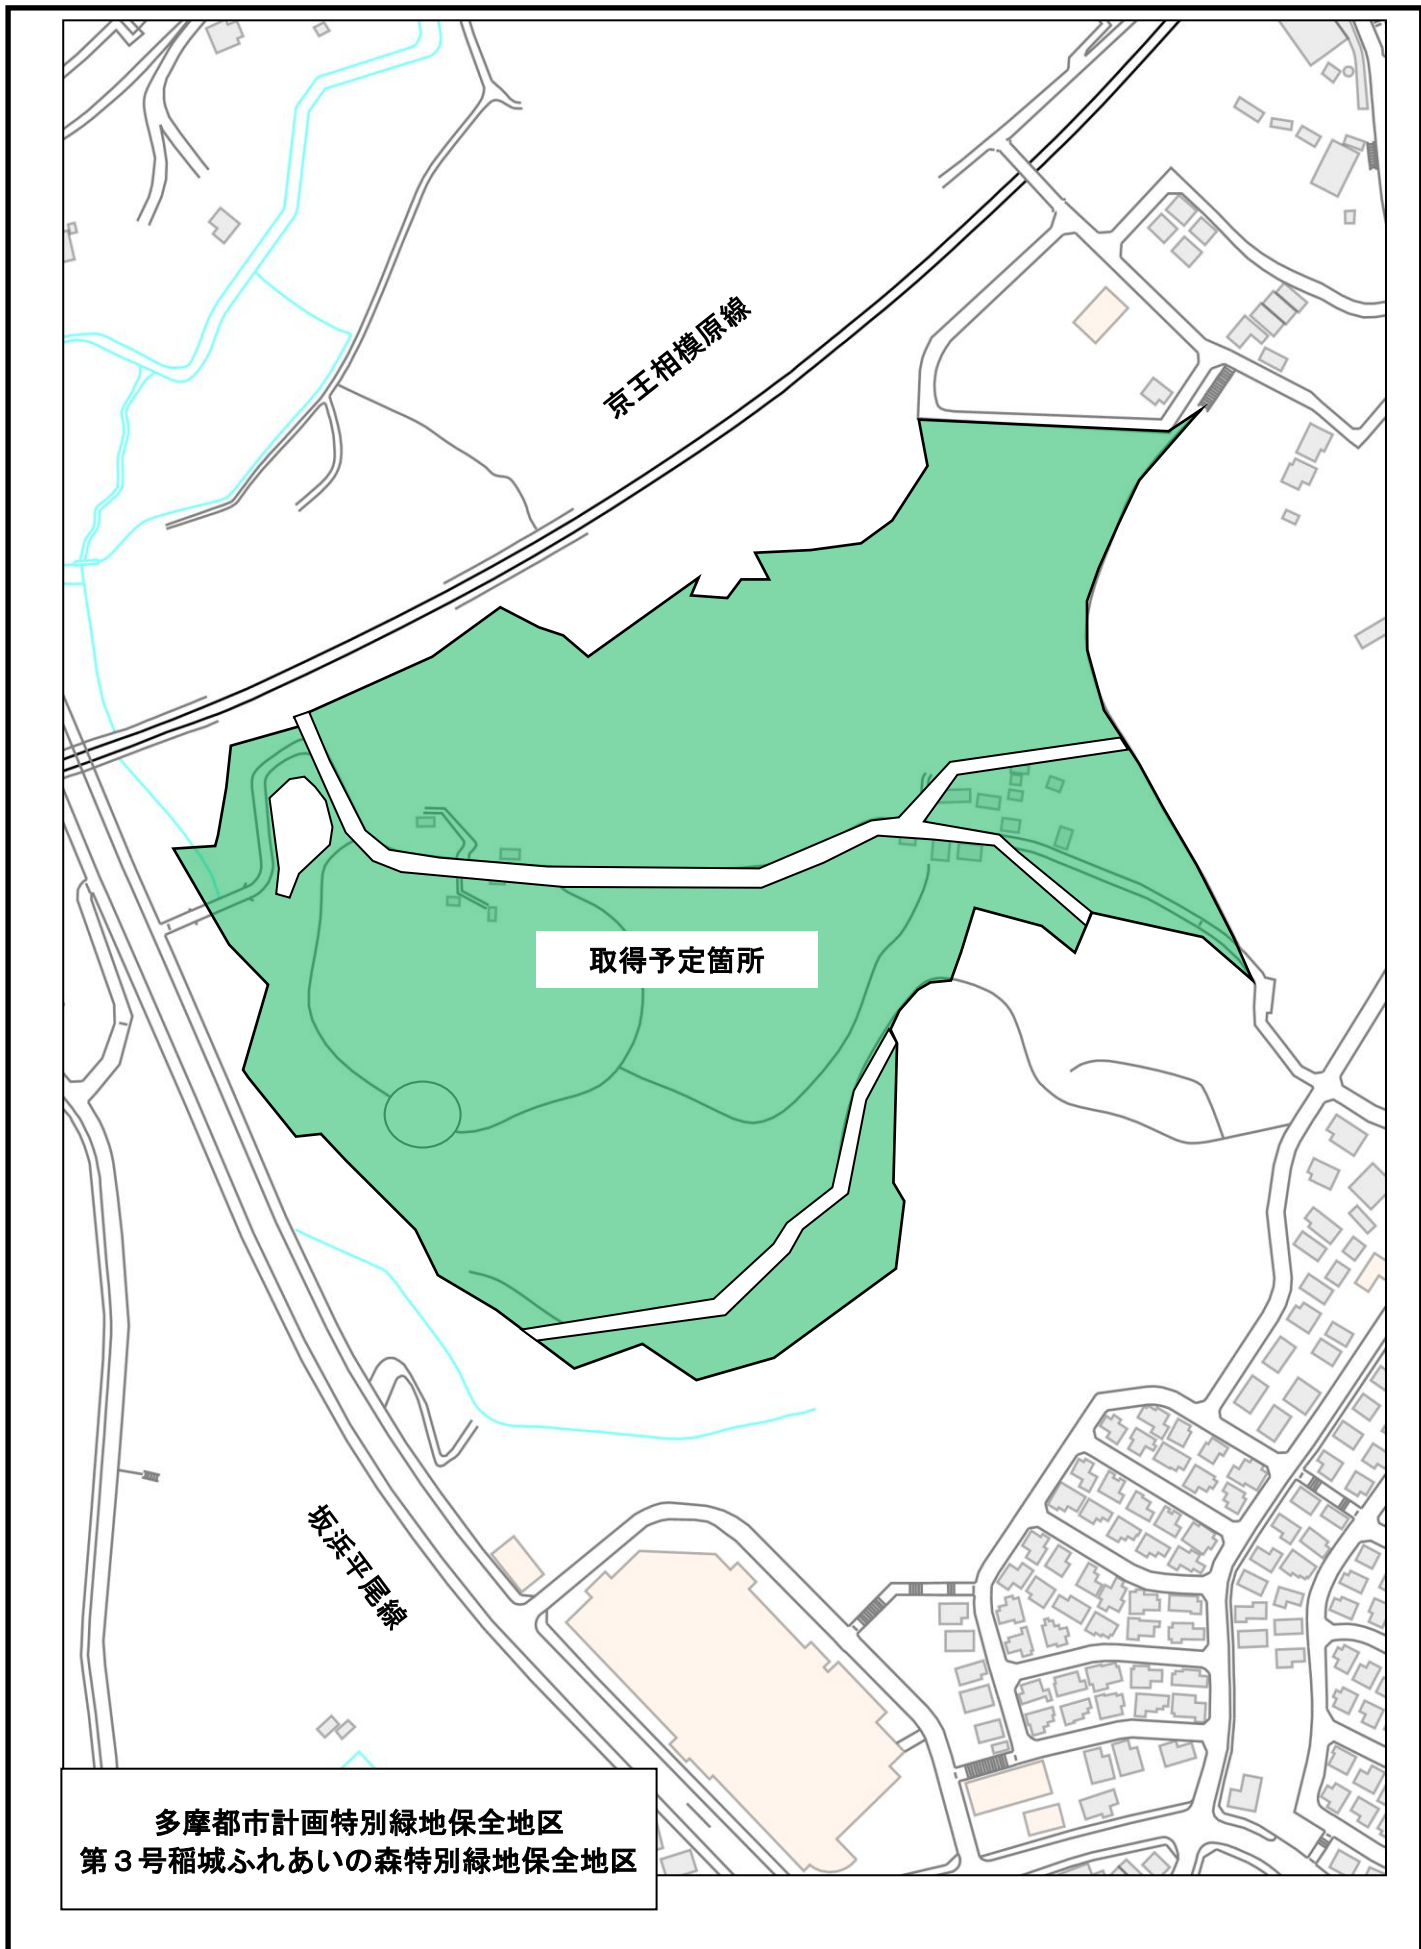 京王相模原線
取得予定箇所
坂浜平尾線
多摩都市計画特別緑地保全地区
第３号稲城ふれあいの森特別緑地保全地区